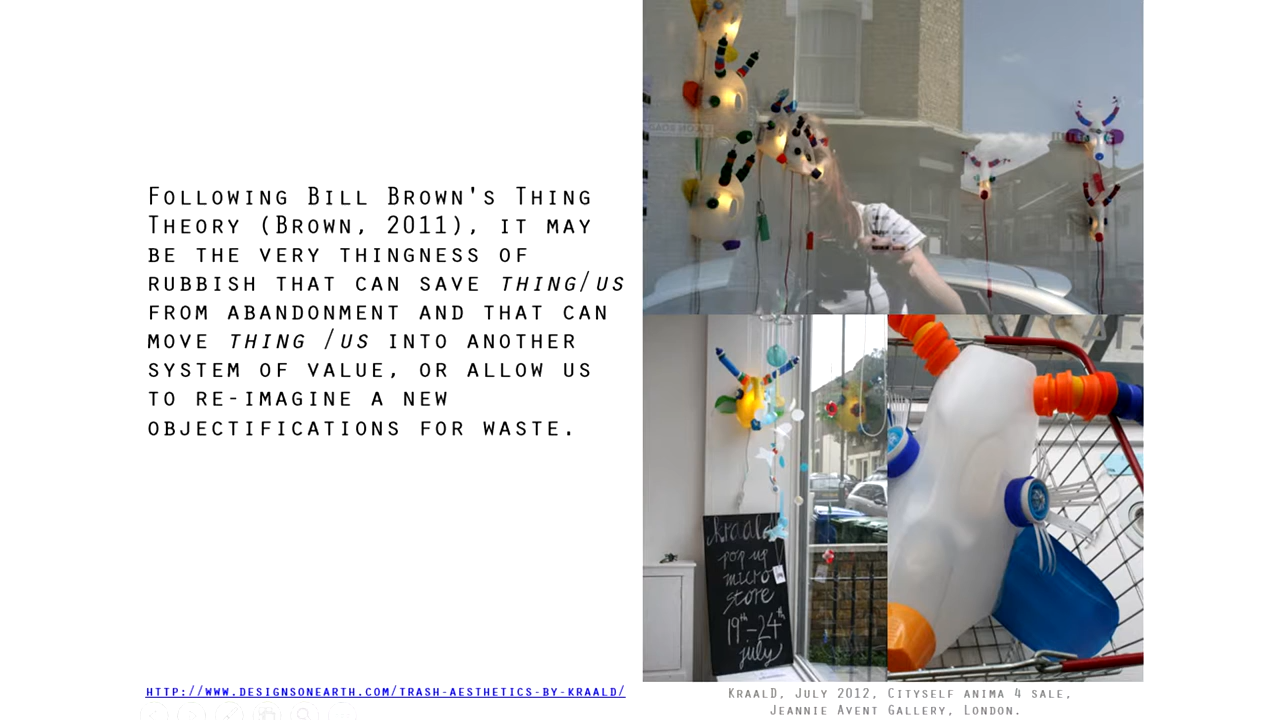 Following Bill Brown's Thing
Theory (Brown, 2011), it may
be the very thingness of
rubbish that can save thing/us
from abandonment and that can
move thing /us into another
system of value, or allow us
to re-imagine a new
objectifications for waste.
kraald
pop up
micro
store
19th-24th
july
http://www.designsonearth.com/trash-aesthetics-by-kraald/
KraalD, July 2012, Cityself anima 4 sale,
Jeannie Avent Gallery, London.